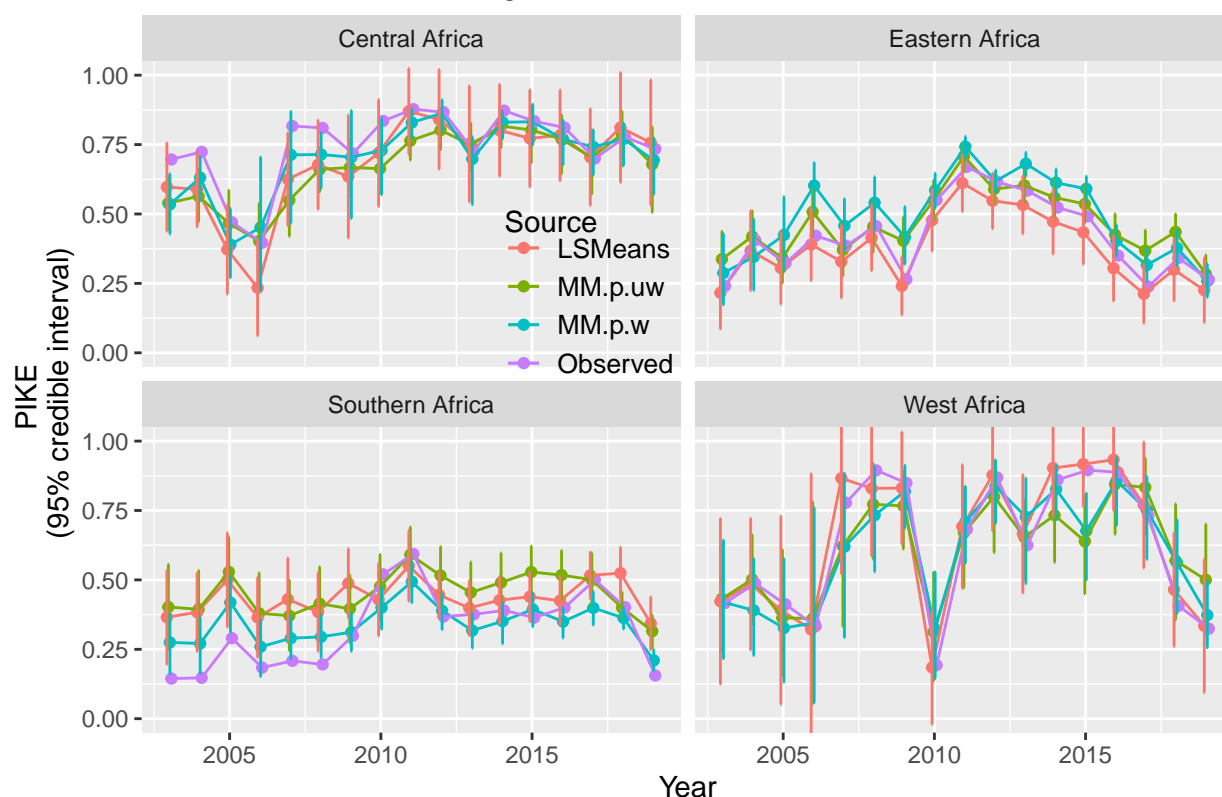 Central Africa
Eastern Africa
1.00
0.75
0.50
0.25
0.00
Source
LSMeans
MM.p.uw
MM.p.w
Observed
PIKE
(95% credible interval)
Southern Africa
West Africa
1.00
0.75
0.50
0.25
0.00
2005
2010
2015
2005
2010
2015
Year